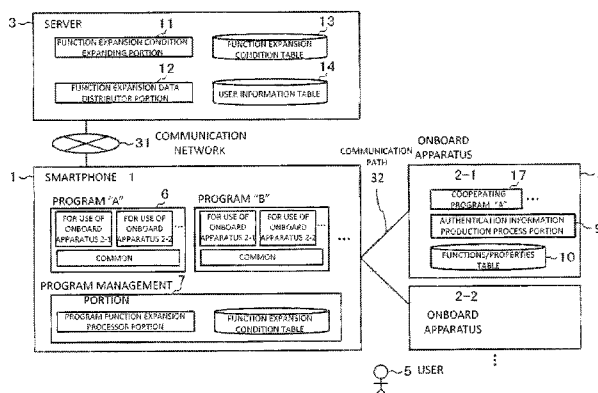 3
SERVER
11
FUNCTION EXPANSION CONDITION
EXPANDING PORTION
13
FUNCTION EXPANSION
CONDITION TABLE
12
FUNCTION EXPANSION DATA
DISTRIBUTOR PORTION
14
USER INFORMATION TABLE
31
COMMUNICATION
NETWORK
1
SMARTPHONE 1
PROGRAM "A"
6
FOR USE OF
ONBOARD
APPARATUS 2-1
FOR USE OF
ONBOARD
APPARATUS 2-2
...
COMMON
PROGRAM "B"
FOR USE OF
ONBOARD
APPARATUS 2-1
FOR USE OF
ONBOARD
APPARATUS 2-2
...
COMMON
...
PROGRAM MANAGEMENT
PORTION
7
PROGRAM FUNCTION EXPANSION
PROCESSOR PORTION
FUNCTION EXPANSION
CONDITION TABLE
COMMUNICATION
PATH
32
ONBOARD
APPARATUS
2-1
17
COOPERATING
PROGRAM "A"
...
AUTHENTICATION INFORMATION
PRODUCTION PROCESS PORTION
9
FUNCTIONS/PROPERTIES
TABLE
10
2-2
ONBOARD
APPARATUS
...
5 USER